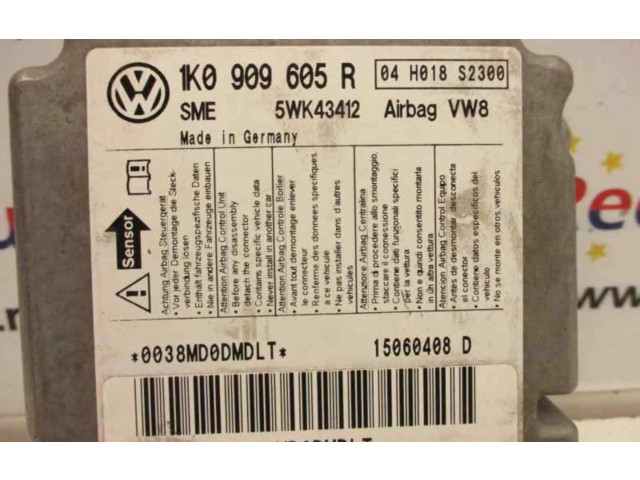 1K0 909 605 R 04 H018 S2300
SME 5WK43412 Airbag VW8
Made in Germany
Sensor
Achtung Airbag Steuergerät
• Vor jeder Demontage die Steck-
verbindung lösen
• Enthält fahrzeugspezifische Daten
• Nie in andere Fahrzeuge einbauen
Attention Airbag Control Unit
• Before any disassembly
detach the connector
• Contains specific vehicle data
• Never install in another car
Attention Airbag Controle Boitier
• Avant tout demontage enlever
le connecteur
• Renferme des donnees specifiques
a ce vehicule
• Ne pas installer dans d'autres
vehicules
Attenzione Airbag Centralina
• Prima di procedere allo smontaggio,
staccare il connessione
• Contiene dati funzionali specifici
per la vettura
• Non e quindi consentito montarla
in ùn altra vettura
Atencion Airbag Control Equipo
• Antes de desmontar desconecta
el conector
• Contiene datos especificos del
vehiculo
• No se monte en otros vehiculos
*0038MD0DMDLT* 15060408 D